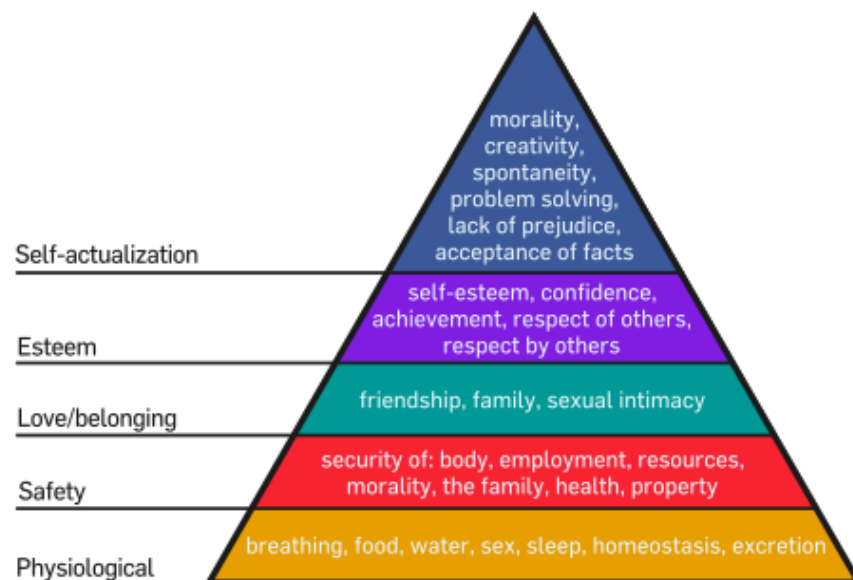 morality,
creativity,
spontaneity,
problem solving,
lack of prejudice,
acceptance of facts
Self-actualization
self-esteem, confidence,
achievement, respect of others,
respect by others
Esteem
friendship, family, sexual intimacy
Love/belonging
security of: body, employment, resources,
morality, the family, health, property
Safety
breathing, food, water, sex, sleep, homeostasis, excretion
Physiological